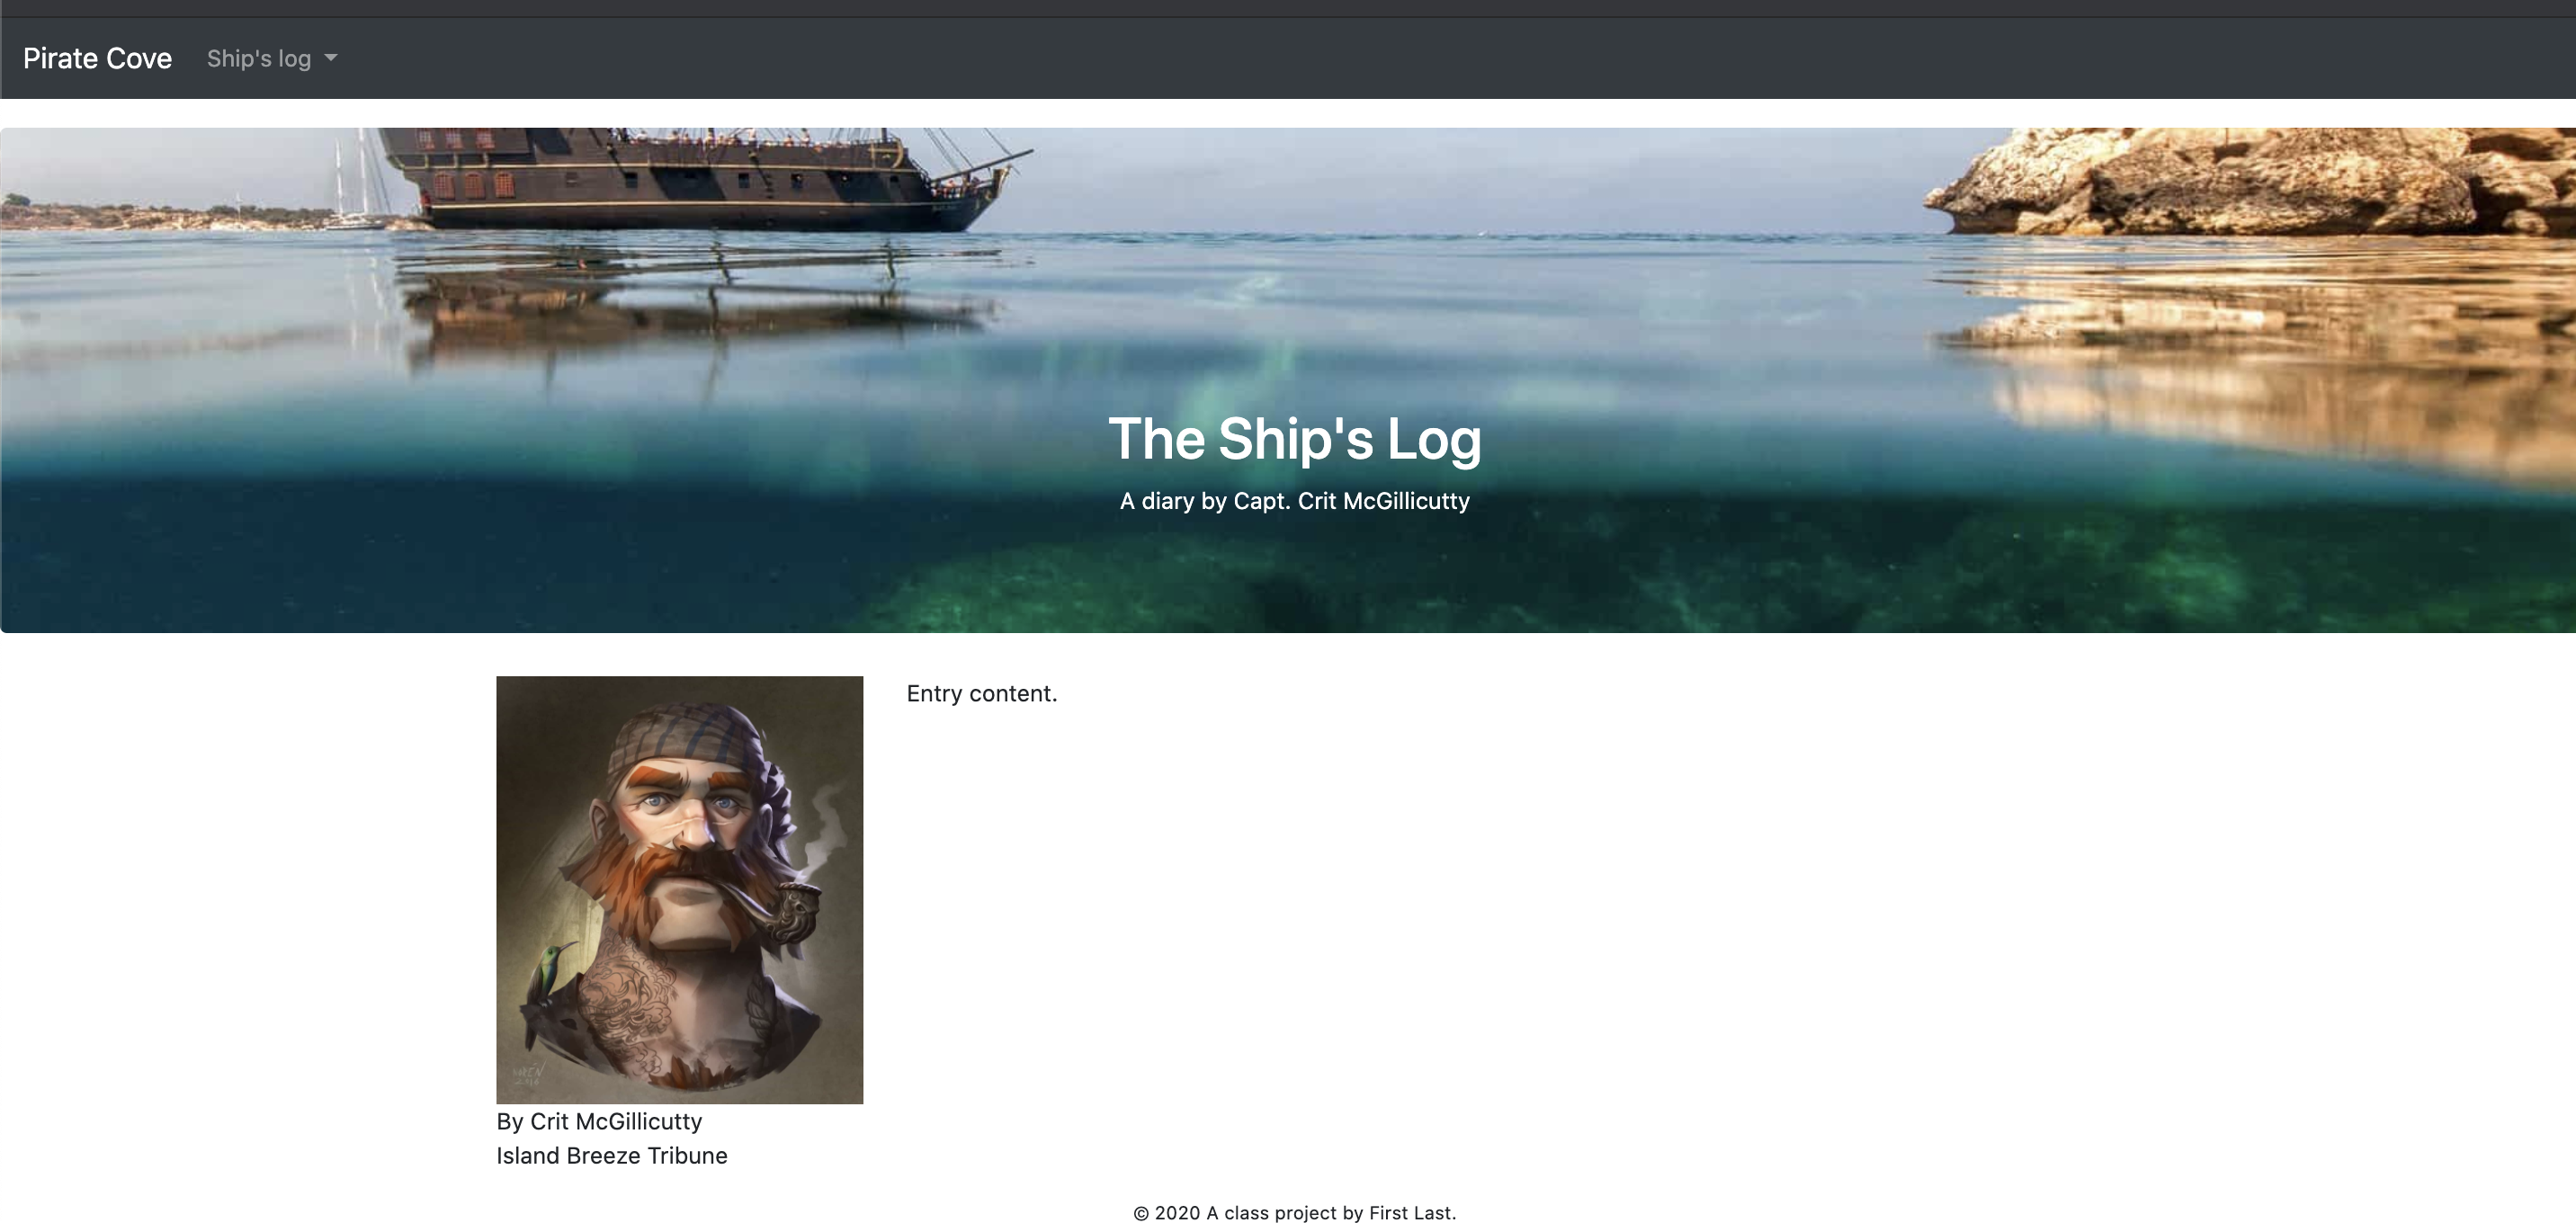 Pirate Cove Ship's log
The Ship's Log
A diary by Capt. Crit McGillicutty
Entry content.
2016
By Crit McGillicutty
Island Breeze Tribune
© 2020 A class project by First Last.